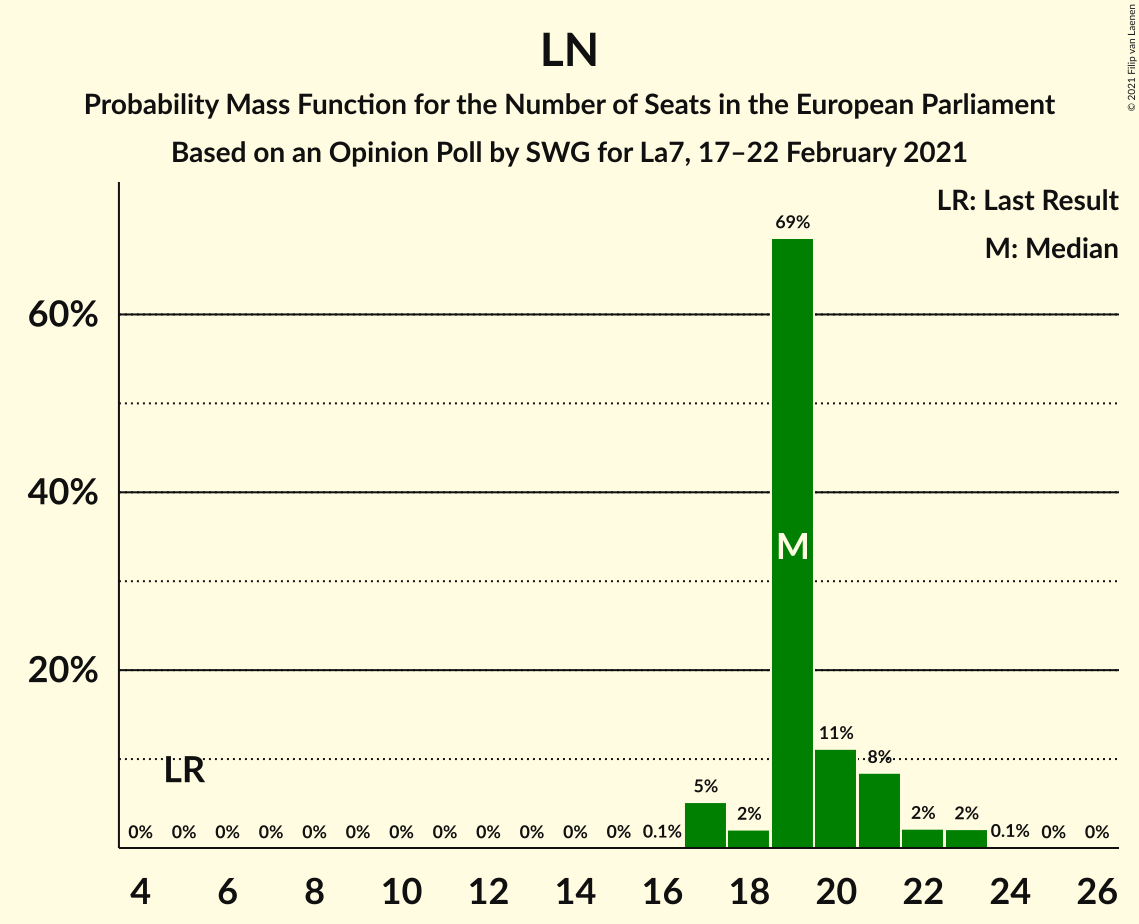 LN
Probability Mass Function for the Number of Seats in the European Parliament
Based on an Opinion Poll by SWG for La7, 17–22 February 2021
© 2021 Filip van Laenen
LR: Last Result
M: Median
69%
60%
40%
M
20%
11%
8%
LR
5%
2%
2%
2%
0% 0% 0% 0% 0% 0% 0% 0% 0% 0% 0% 0% 0.1% 0.1% 0% 0%
4 6 8 10 12 14 16 18 20 22 24 26